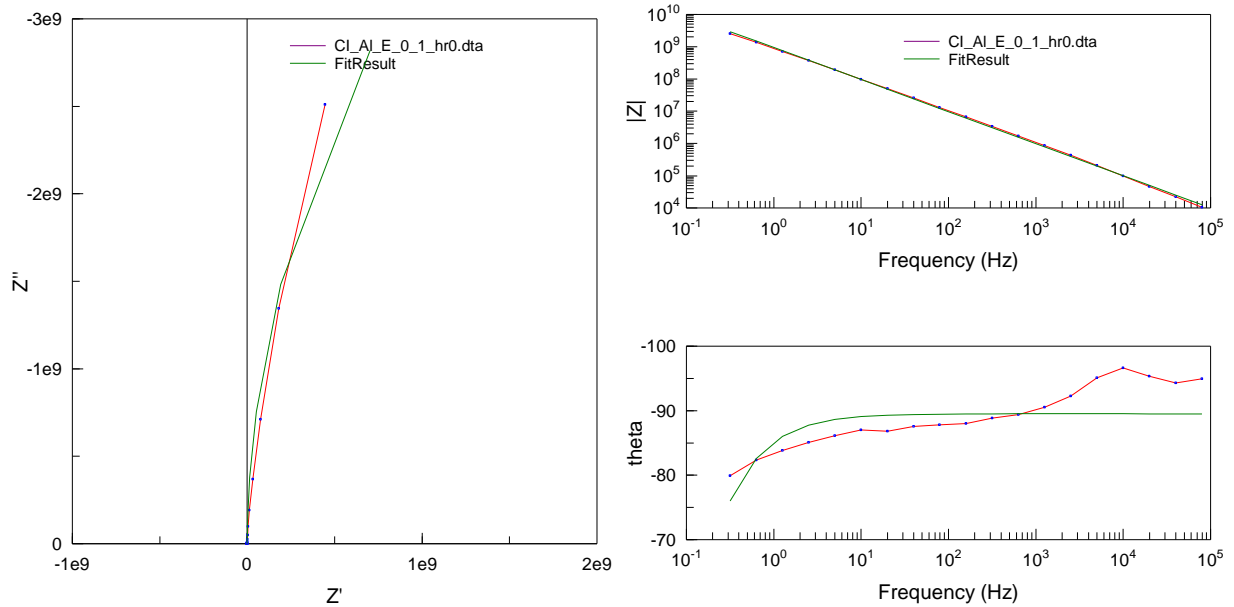 -3e9
-2e9
-1e9
0
Z''
-1e9
0
1e9
2e9
Z'
CI_Al_E_0_1_hr0.dta
FitResult
10^10
10^9
10^8
10^7
10^6
10^5
10^4
|Z|
10^-1
10^0
10^1
10^2
10^3
10^4
10^5
Frequency (Hz)
CI_Al_E_0_1_hr0.dta
FitResult
-100
-90
-80
-70
theta
10^-1
10^0
10^1
10^2
10^3
10^4
10^5
Frequency (Hz)